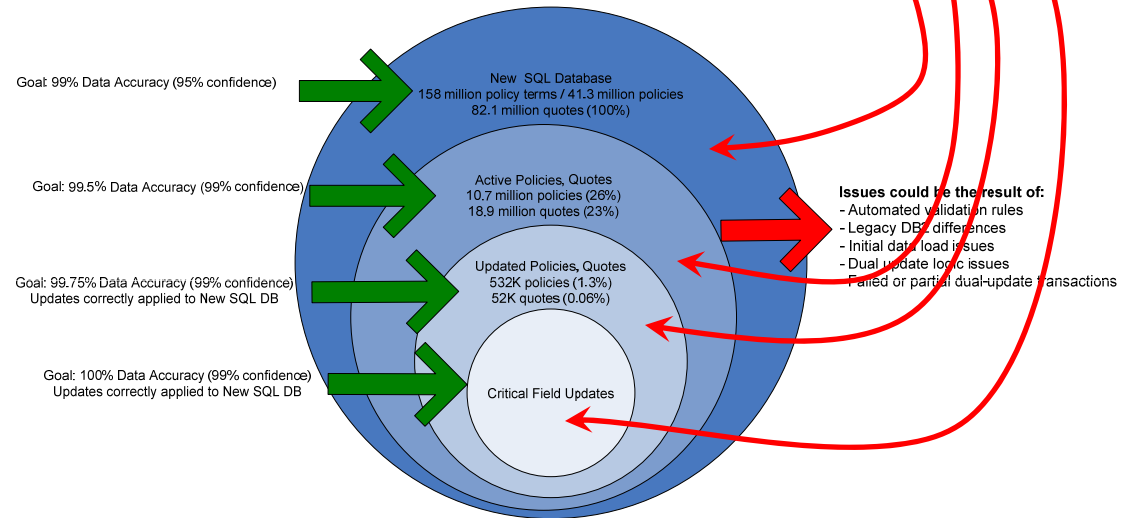 Goal: 99% Data Accuracy (95% confidence)
New SQL Database
158 million policy terms / 41.3 million policies
82.1 million quotes (100%)
Goal: 99.5% Data Accuracy (99% confidence)
Active Policies, Quotes
10.7 million policies (26%)
18.9 million quotes (23%)
Issues could be the result of:
- Automated validation rules
- Legacy DB2 differences
- Initial data load issues
- Dual update logic issues
- Failed or partial dual-update transactions
Goal: 99.75% Data Accuracy (99% confidence)
Updates correctly applied to New SQL DB
Updated Policies, Quotes
532K policies (1.3%)
52K quotes (0.06%)
Goal: 100% Data Accuracy (99% confidence)
Updates correctly applied to New SQL DB
Critical Field Updates